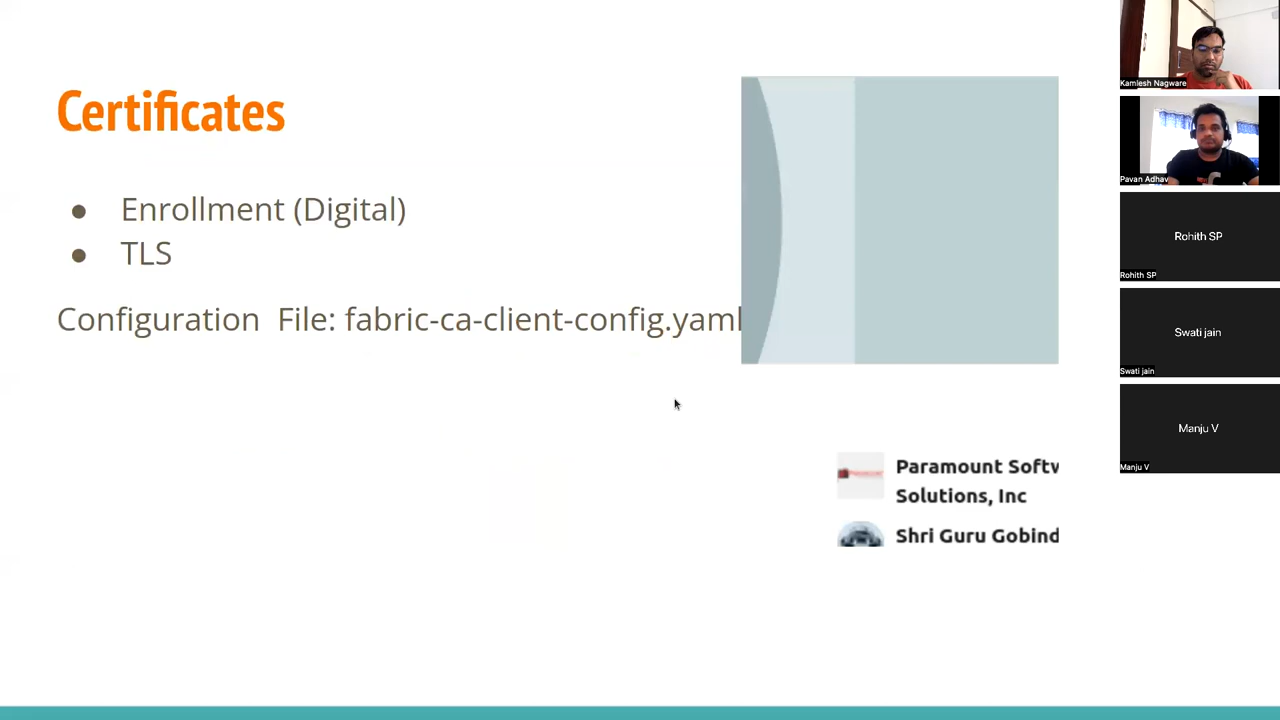 Certificates
● Enrollment (Digital)
● TLS
Configuration File: fabric-ca-client-config.yaml
Paramount Softw
Solutions, Inc
Shri Guru Gobind
Kamlesh Nagware
Pavan Adhav
Rohith SP
Rohith SP
Swati jain
Swati jain
Manju V
Manju V